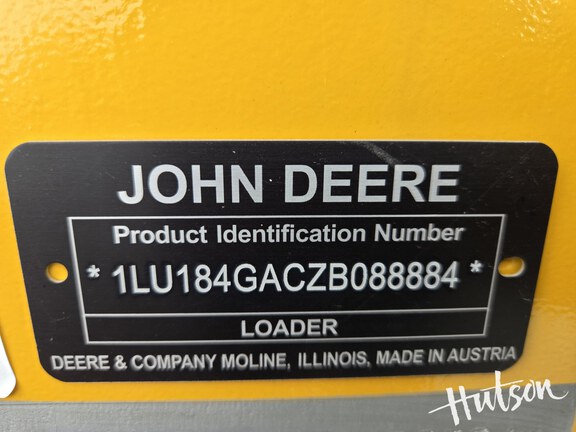 JOHN DEERE
Product Identification Number
* 1LU184GACZB088884 *
LOADER
DEERE & COMPANY MOLINE, ILLINOIS, MADE IN AUSTRIA
Hutson